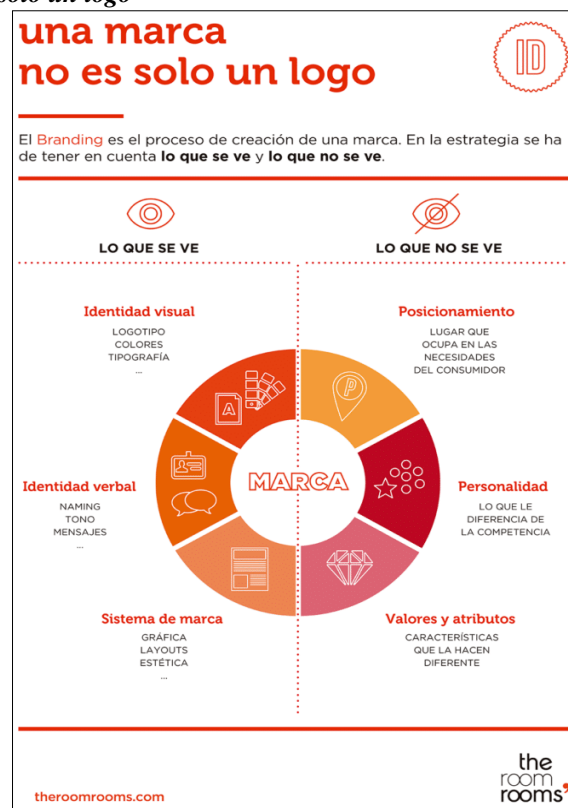 solo un logo
una marca
no es solo un logo
ID
El Branding es el proceso de creación de una marca. En la estrategia se ha
de tener en cuenta lo que se ve y lo que no se ve.
LO QUE SE VE
LO QUE NO SE VE
Identidad visual
LOGOTIPO
COLORES
TIPOGRAFÍA
...
Posicionamiento
LUGAR QUE
OCUPA EN LAS
NECESIDADES
DEL CONSUMIDOR
A
P
Identidad verbal
NAMING
TONO
MENSAJES
...
MARCA
Personalidad
LO QUE LE
DIFERENCIA DE
LA COMPETENCIA
Sistema de marca
GRÁFICA
LAYOUTS
ESTÉTICA
...
Valores y atributos
CARACTERÍSTICAS
QUE LA HACEN
DIFERENTE
theroomrooms.com
the
room
rooms'